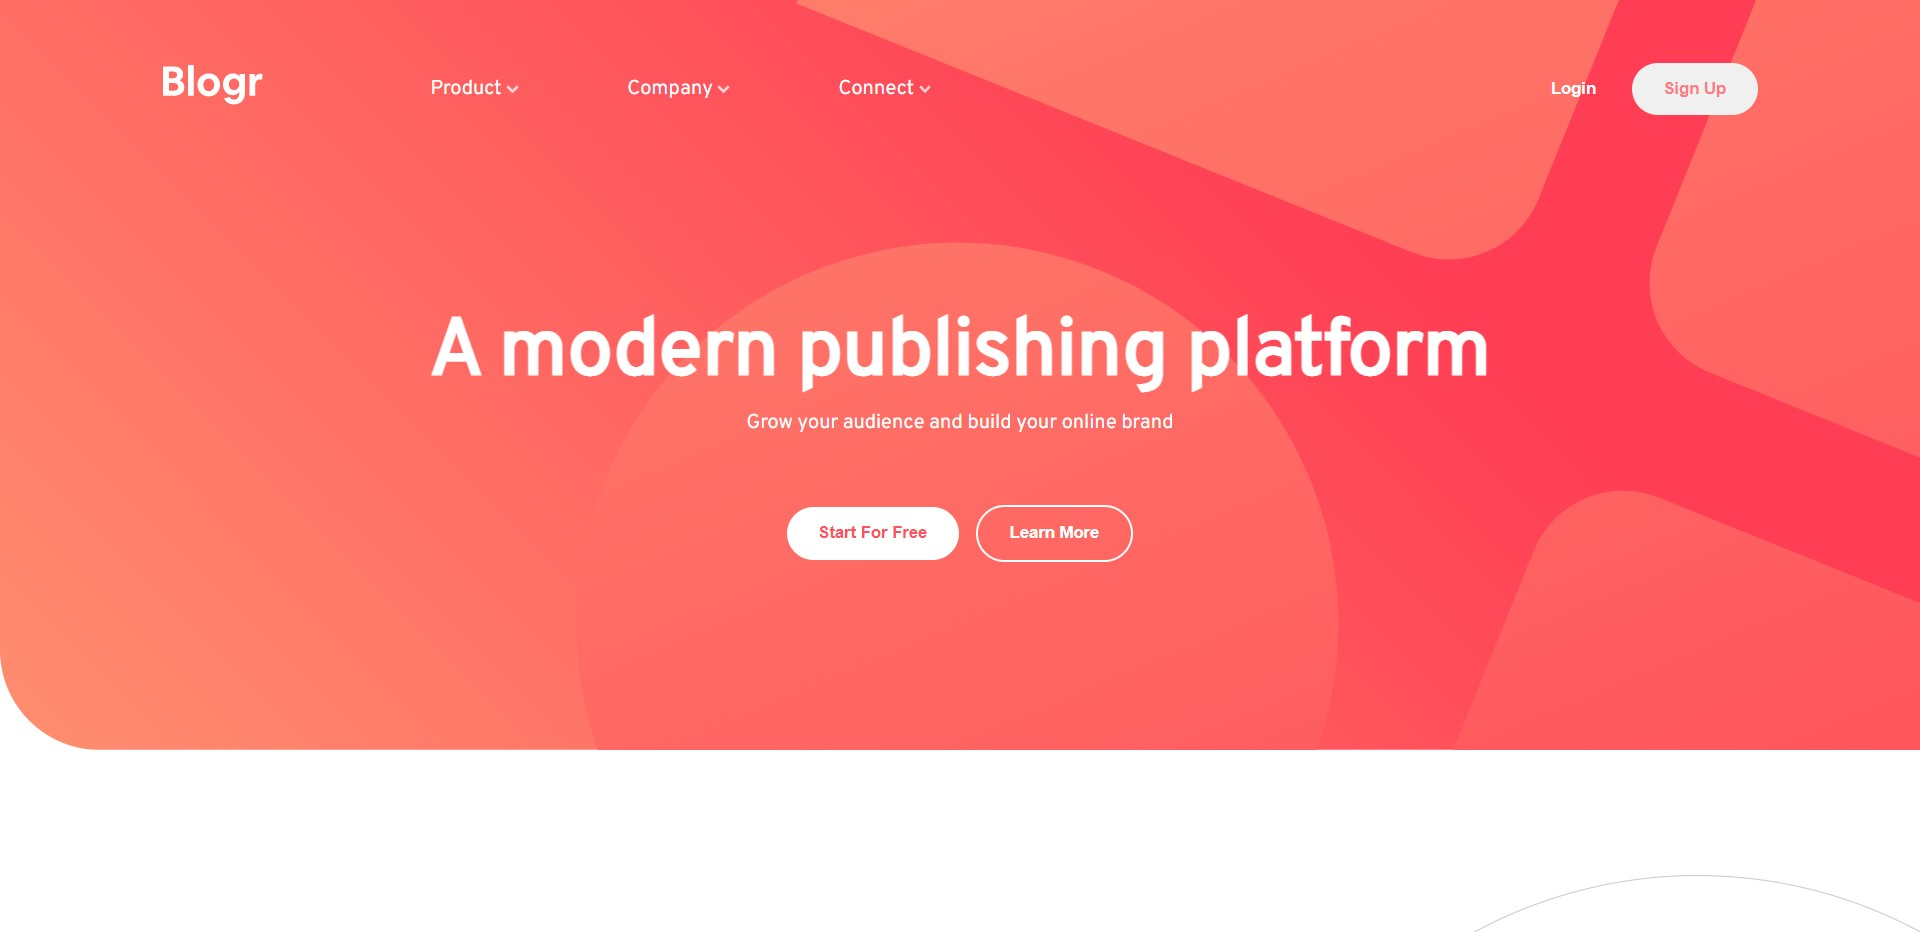 Blogr
Product
Company
Connect
Login
Sign Up
A modern publishing platform
Grow your audience and build your online brand
Start For Free
Learn More